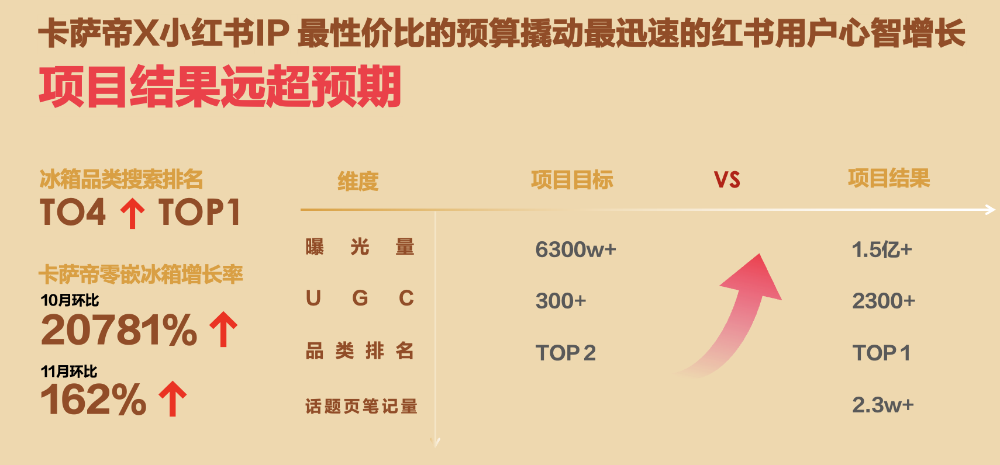 卡萨帝X小红书IP 最性价比的预算撬动最迅速的红书用户心智增长
项目结果远超预期
冰箱品类搜索排名
TO4 ↑ TOP1
卡萨帝零嵌冰箱增长率
10月环比
20781% ↑
11月环比
162% ↑
维度 项目目标 VS 项目结果
曝光量 6300w+ 1.5亿+
UGC 300+ 2300+
品类排名 TOP 2 TOP 1
话题页笔记量 2.3w+